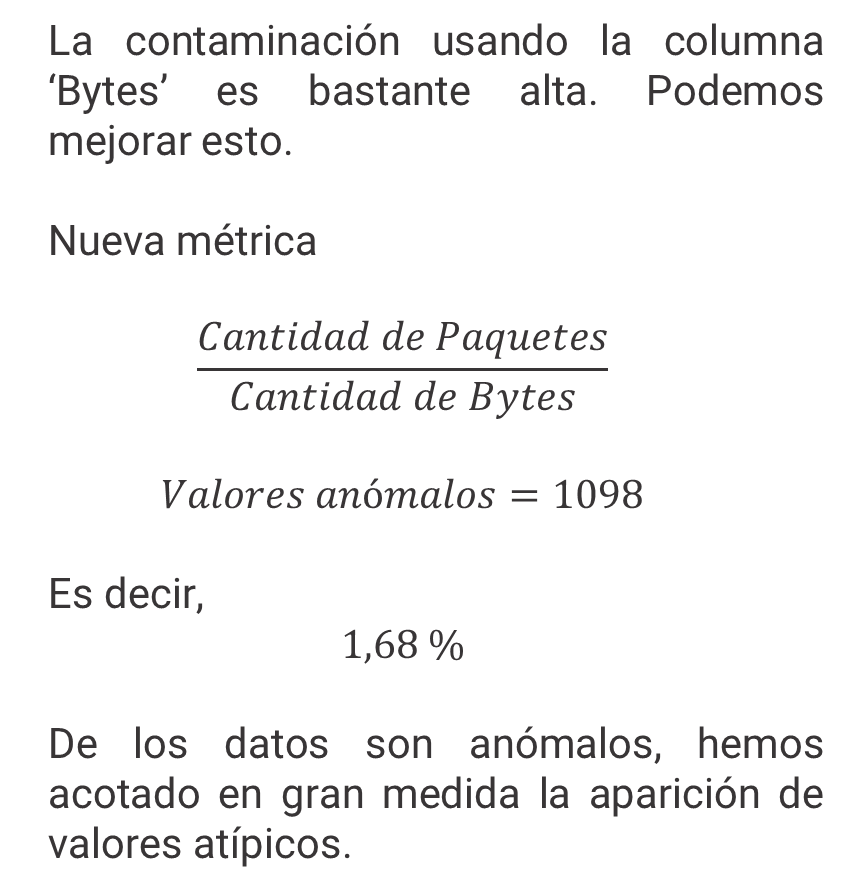 La contaminación usando la columna
‘Bytes’ es bastante alta. Podemos
mejorar esto.
Nueva métrica
Cantidad de Paquetes
Cantidad de Bytes
Valores anómalos = 1098
Es decir,
1,68 %
De los datos son anómalos, hemos
acotado en gran medida la aparición de
valores atípicos.